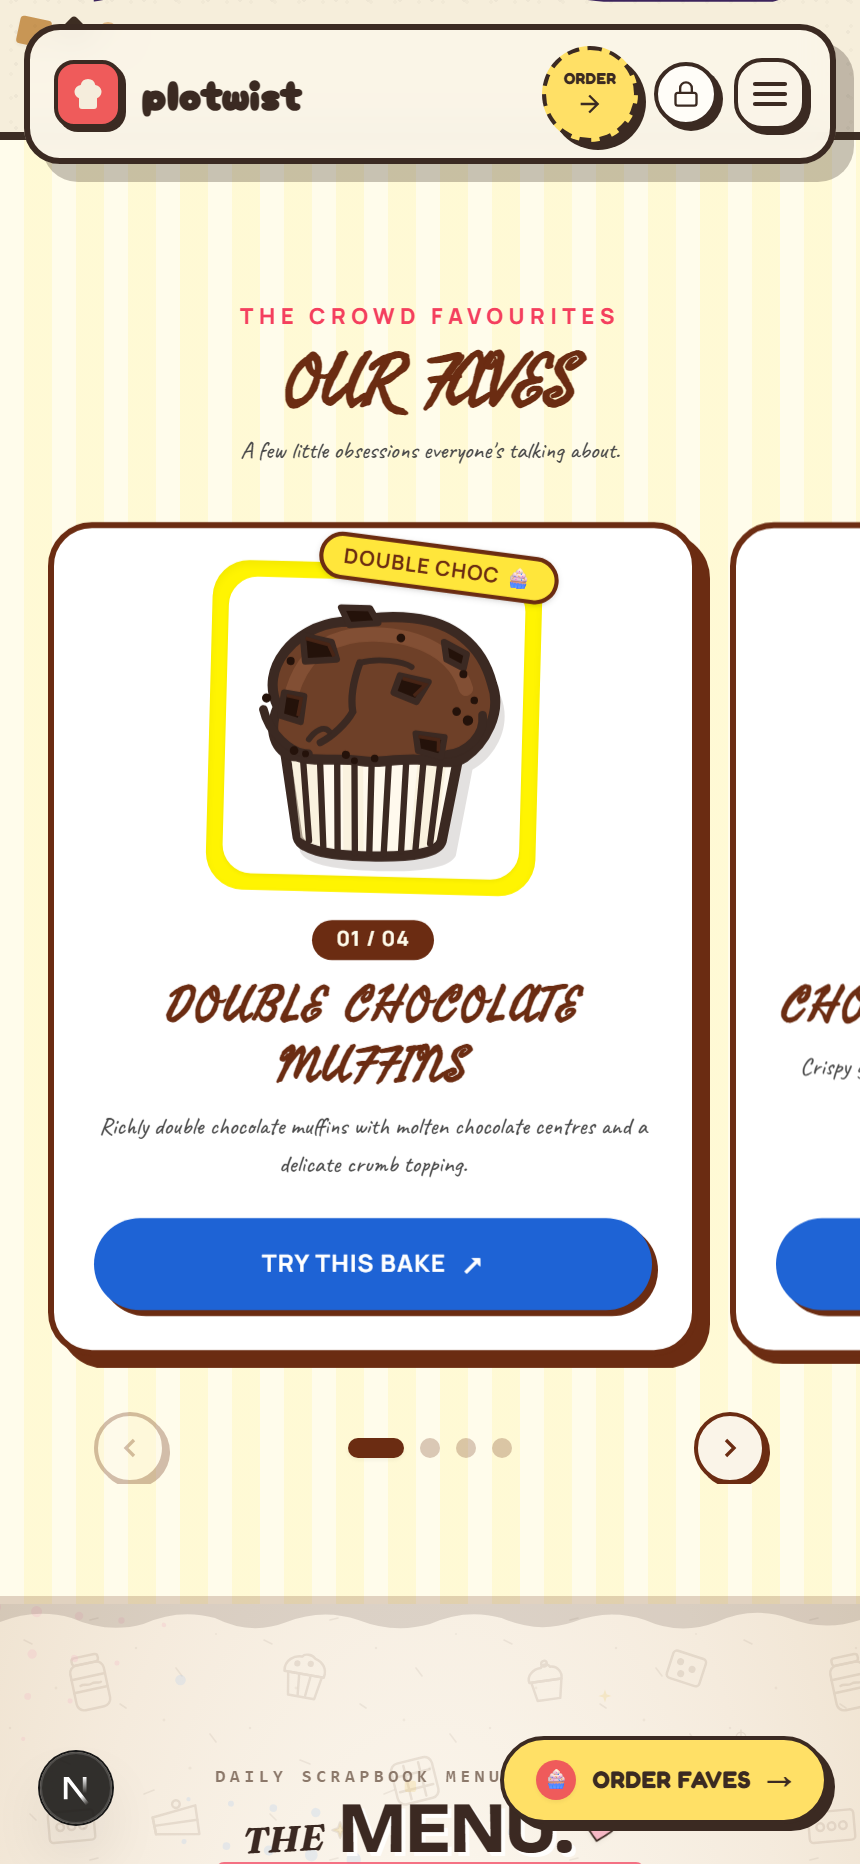 plotwist
ORDER
→
THE CROWD FAVOURITES
OUR FAVES
A few little obsessions everyone's talking about.
DOUBLE CHOC 🧁
01 / 04
DOUBLE CHOCOLATE
MUFFINS
Richly double chocolate muffins with molten chocolate centres and a
delicate crumb topping.
TRY THIS BAKE ↗
CHO
Crispy
N
DAILY SCRAPBOOK MENU
ORDER FAVES →
THE MENU.